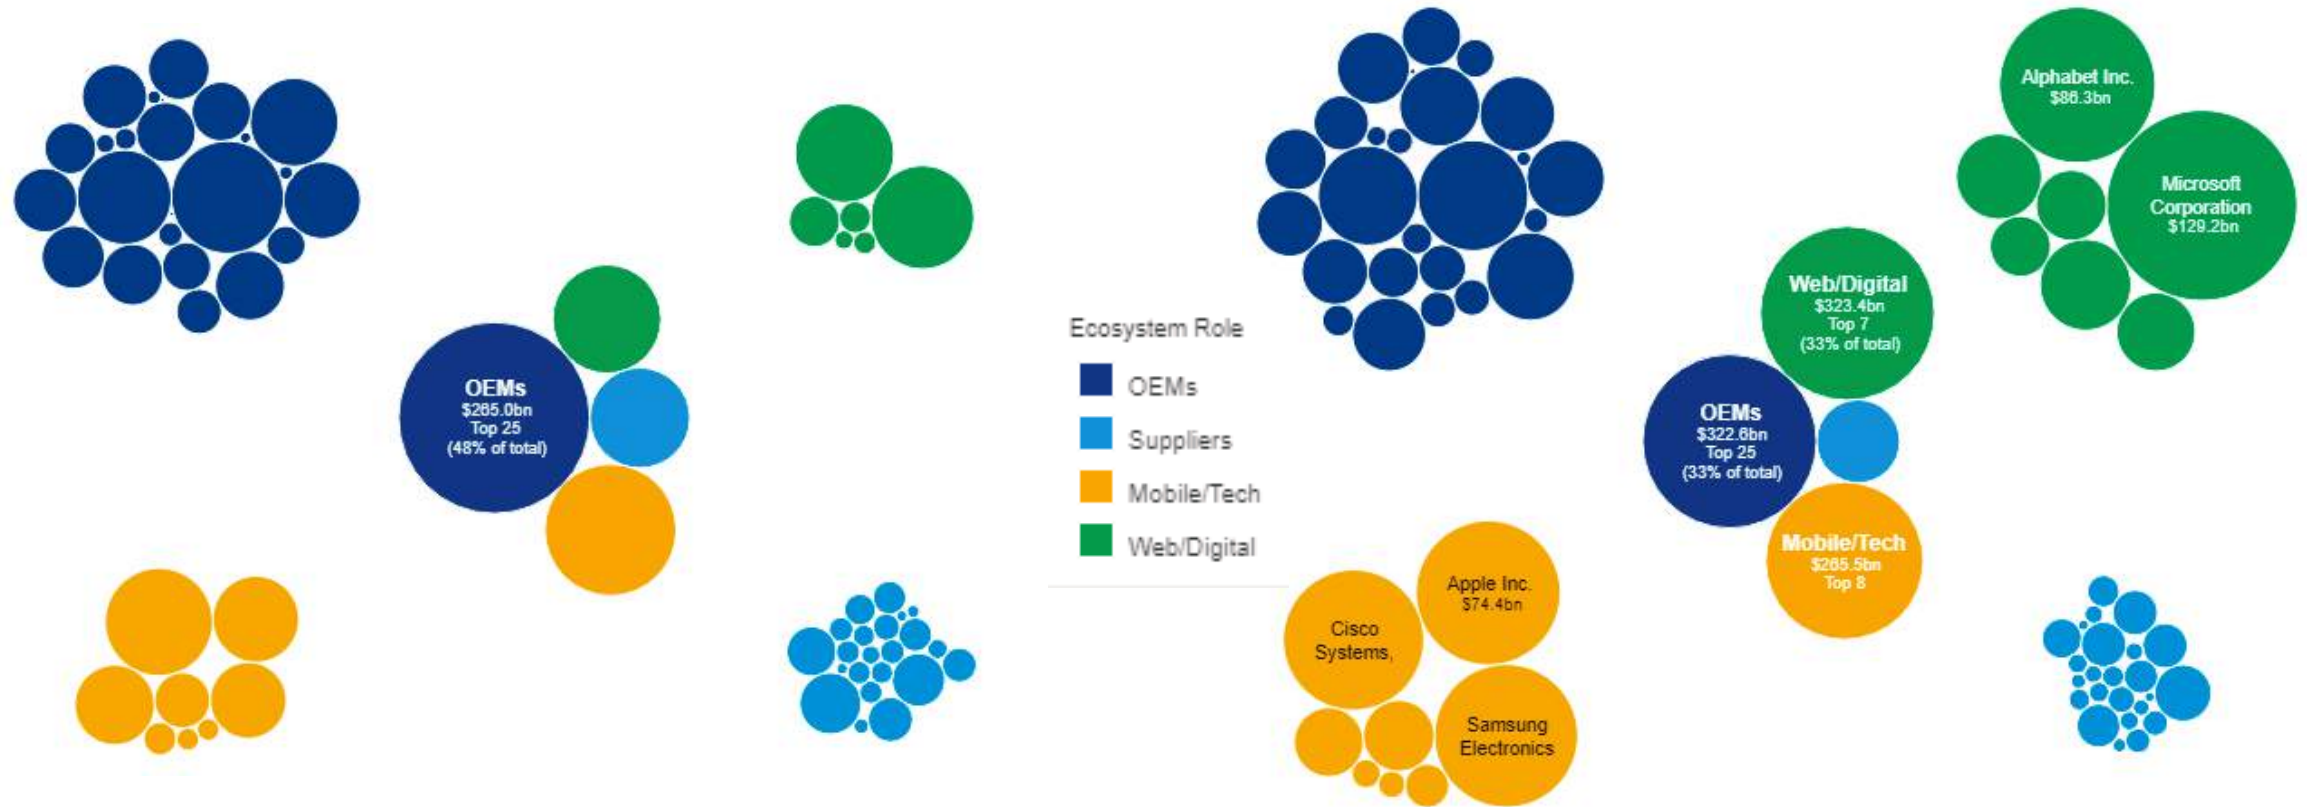 OEMs
$265.0bn
Top 25
(48% of total)
Ecosystem Role
OEMs
Suppliers
Mobile/Tech
Web/Digital
Alphabet Inc.
$86.3bn
Microsoft
Corporation
$129.2bn
Web/Digital
$323.4bn
Top 7
(33% of total)
OEMs
$322.6bn
Top 25
(33% of total)
Mobile/Tech
$265.5bn
Top 8
Apple Inc.
$74.4bn
Cisco
Systems,
Samsung
Electronics